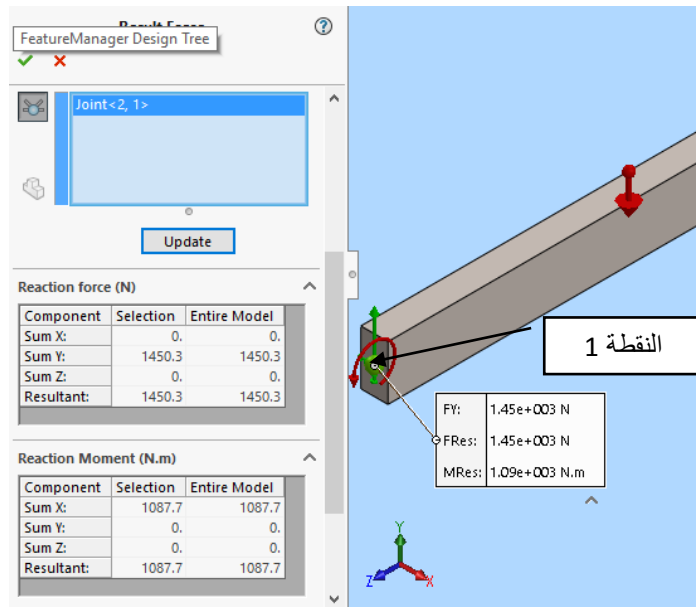 Result Force
FeatureManager Design Tree
Joint<2, 1>
Update
Reaction force (N)
Component Selection Entire Model
Sum X: 0. 0.
Sum Y: 1450.3 1450.3
Sum Z: 0. 0.
Resultant: 1450.3 1450.3
Reaction Moment (N.m)
Component Selection Entire Model
Sum X: 1087.7 1087.7
Sum Y: 0. 0.
Sum Z: 0. 0.
Resultant: 1087.7 1087.7
النقطة 1
FY: 1.45e+003 N
FRes: 1.45e+003 N
MRes: 1.09e+003 N.m
Y
Z
X